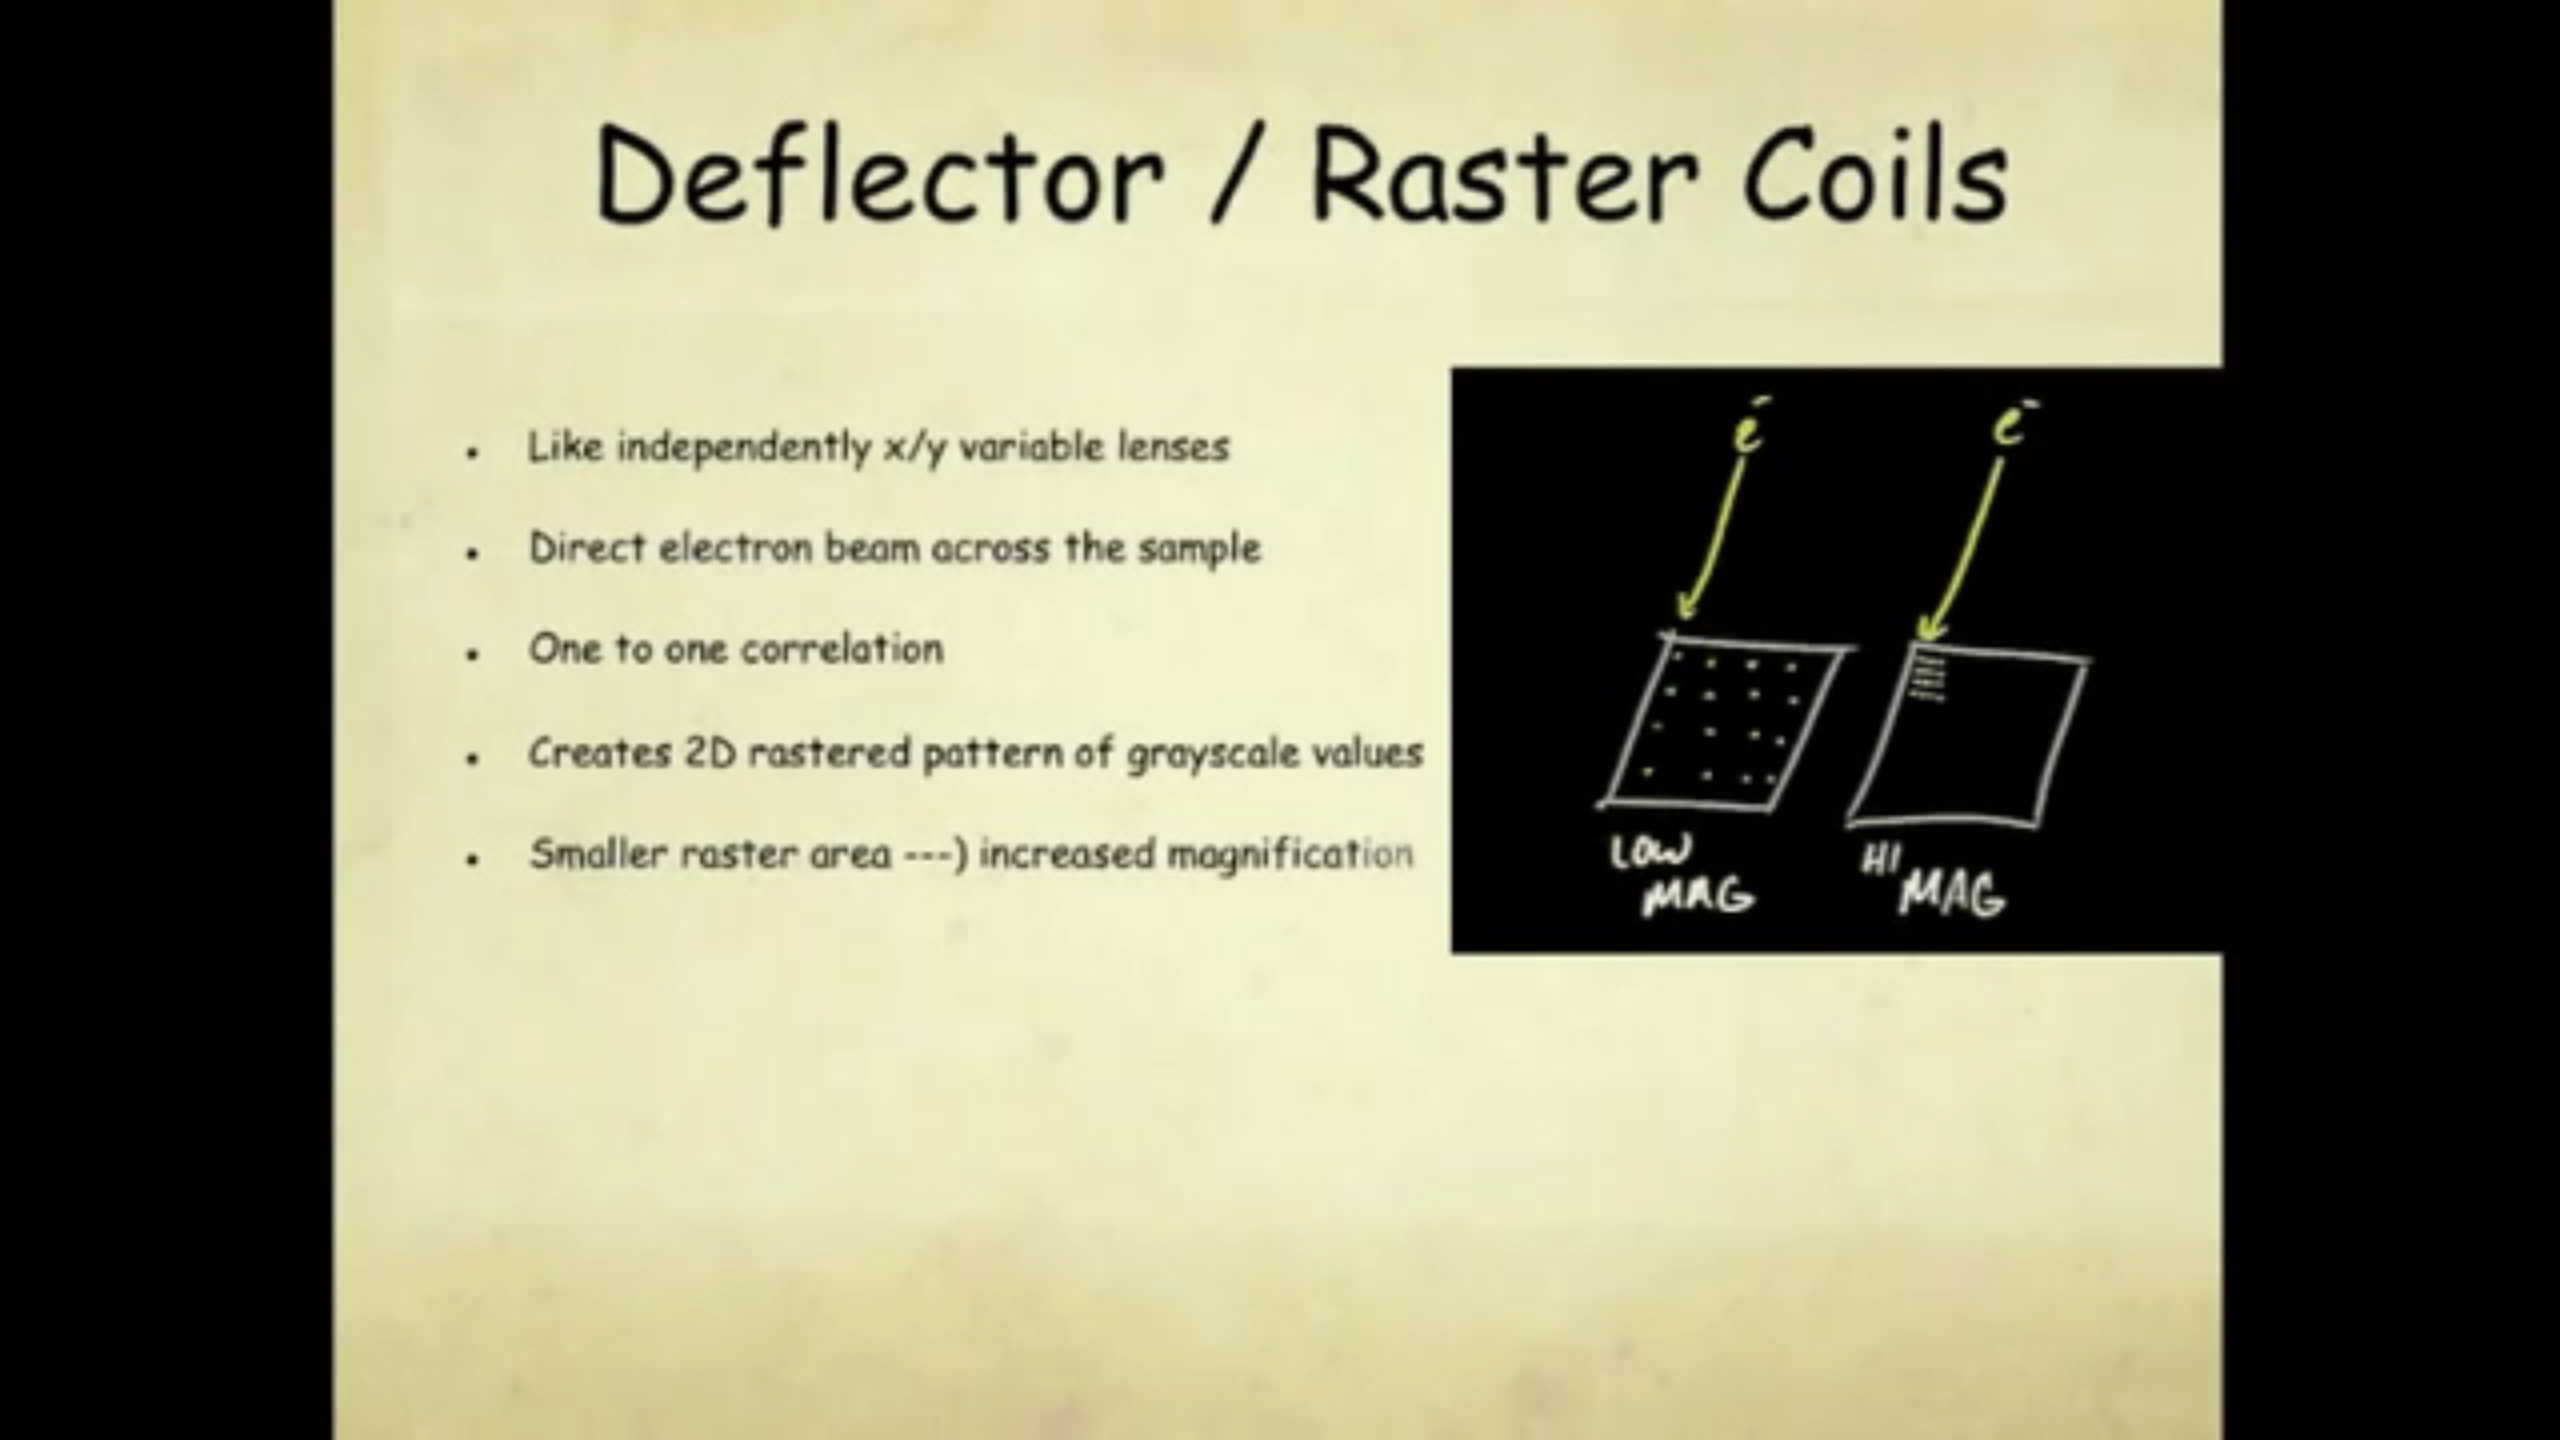 Deflector / Raster Coils
• Like independently x/y variable lenses
• Direct electron beam across the sample
• One to one correlation
• Creates 2D rastered pattern of grayscale values
• Smaller raster area ---) increased magnification
e⁻ e⁻
LOW
MAG
HI
MAG